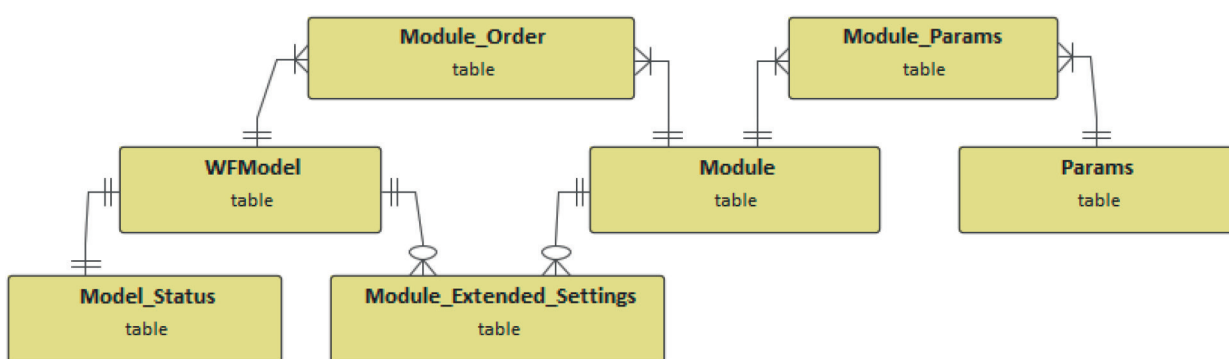 Module_Order
table
Module_Params
table
WFModel
table
Module
table
Params
table
Model_Status
table
Module_Extended_Settings
table